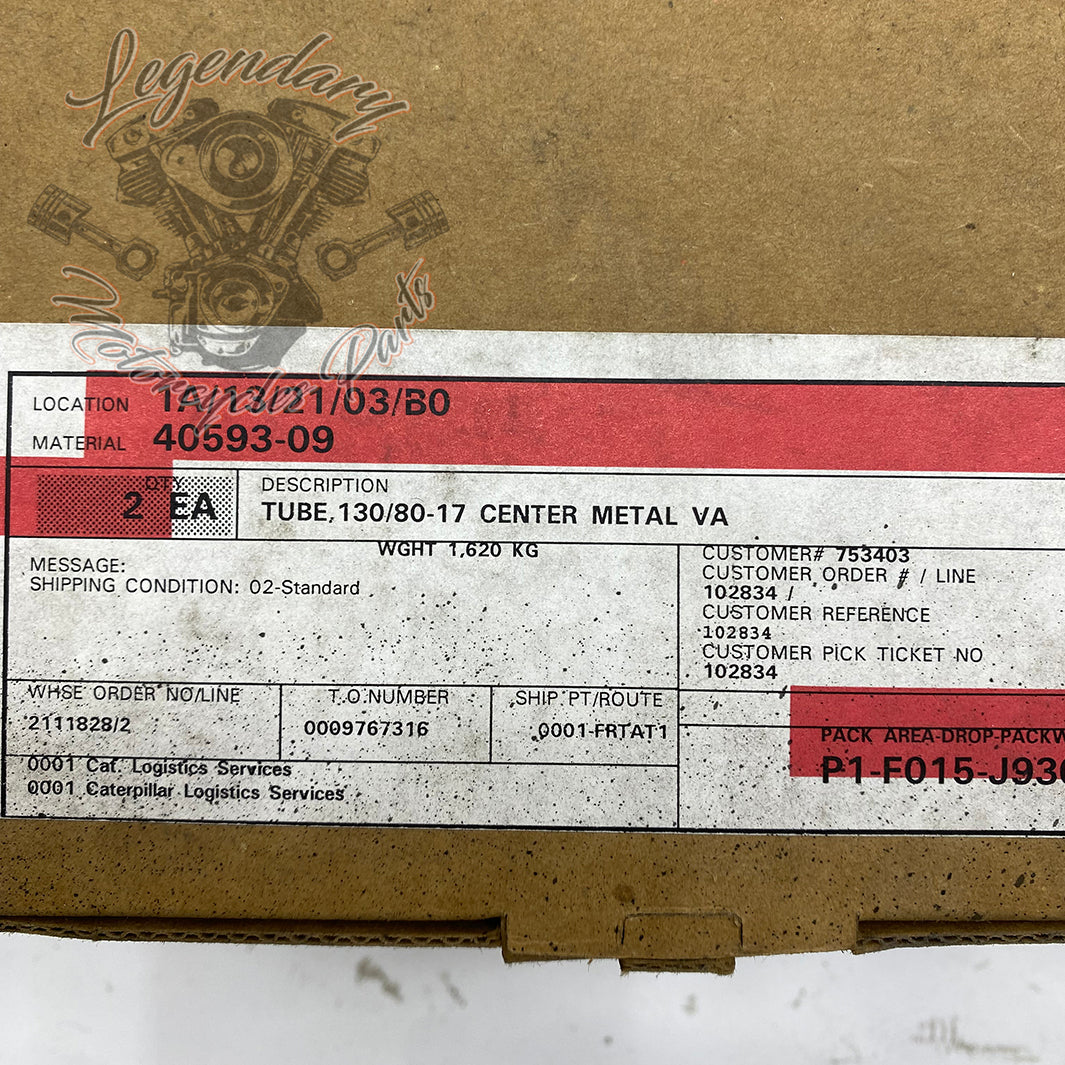 Legendary
Motorcycle Parts
LOCATION 1A/13/21/03/B0
MATERIAL 40593-09
QTY
2 EA
DESCRIPTION
TUBE,130/80-17 CENTER METAL VA
WGHT 1,620 KG
MESSAGE:
SHIPPING CONDITION: 02-Standard
CUSTOMER# 753403
CUSTOMER ORDER # / LINE
102834 /
CUSTOMER REFERENCE
102834
CUSTOMER PICK TICKET NO
102834
WHSE ORDER NO/LINE
2111828/2
T.O.NUMBER
0009767316
SHIP.PT/ROUTE
0001-FRTAT1
PACK AREA-DROP-PACKW
P1-F015-J930
0001 Cat. Logistics Services
0001 Caterpillar Logistics Services